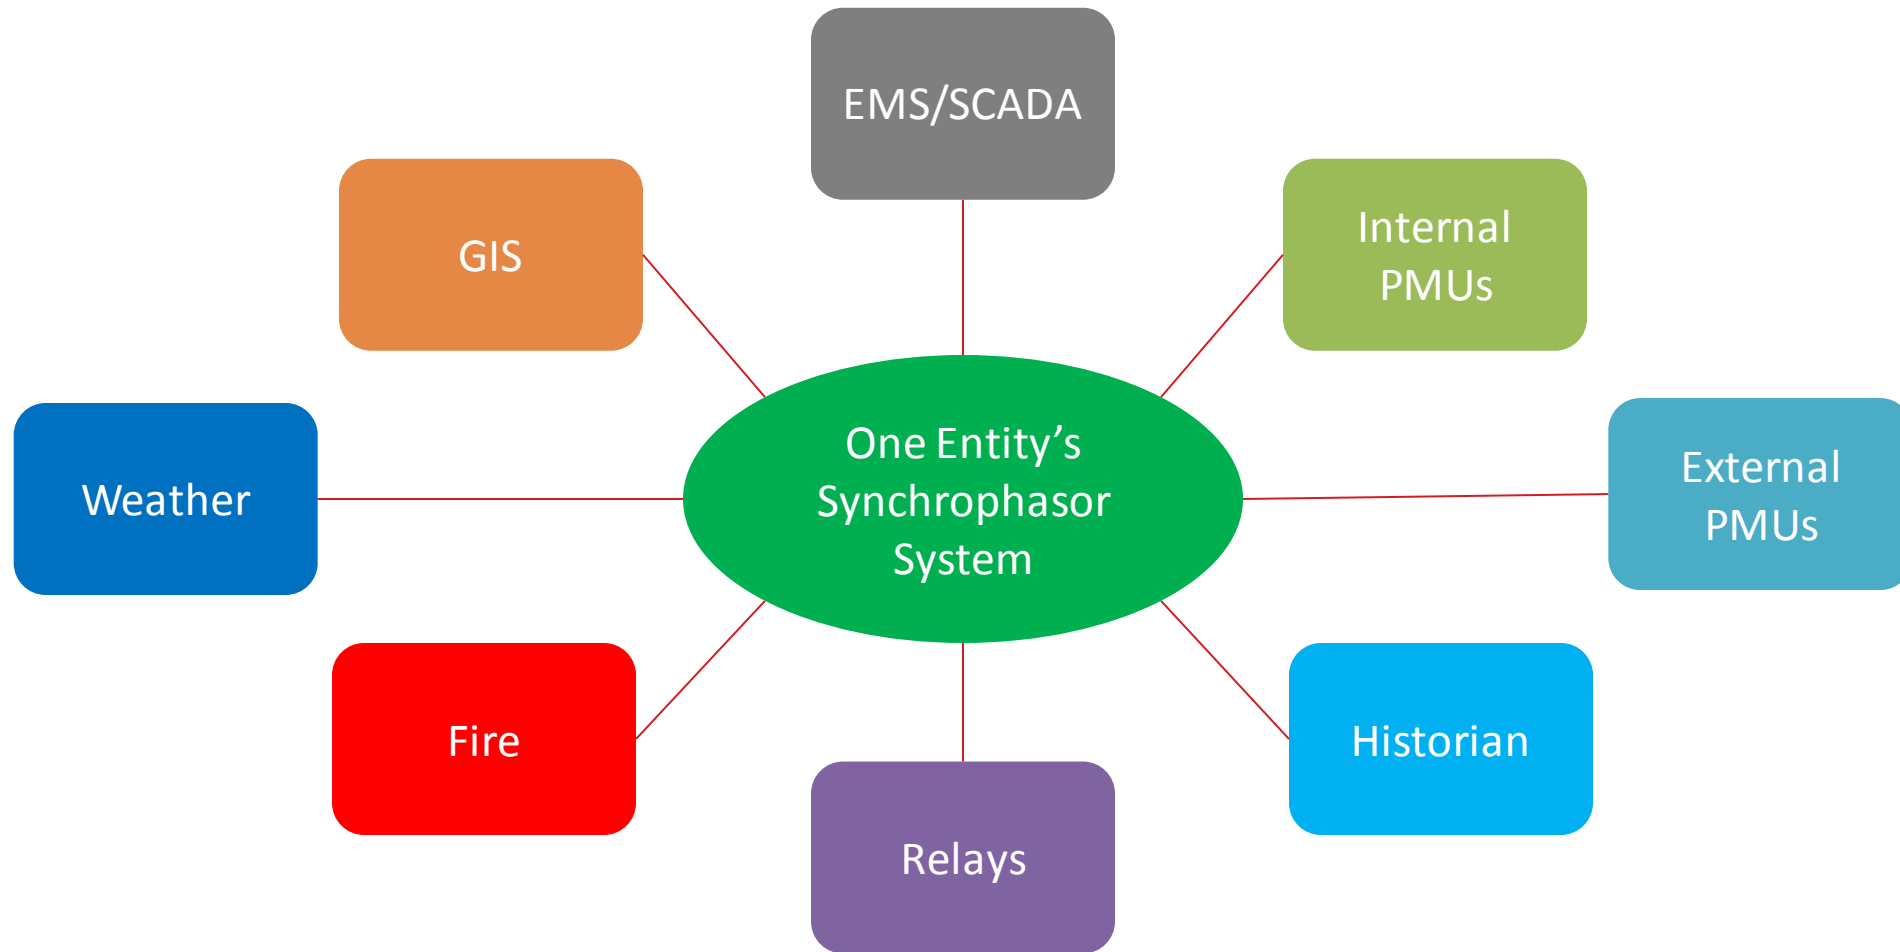 EMS/SCADA
GIS
Internal
PMUs
One Entity’s
Synchrophasor
System
Weather
External
PMUs
Fire
Historian
Relays